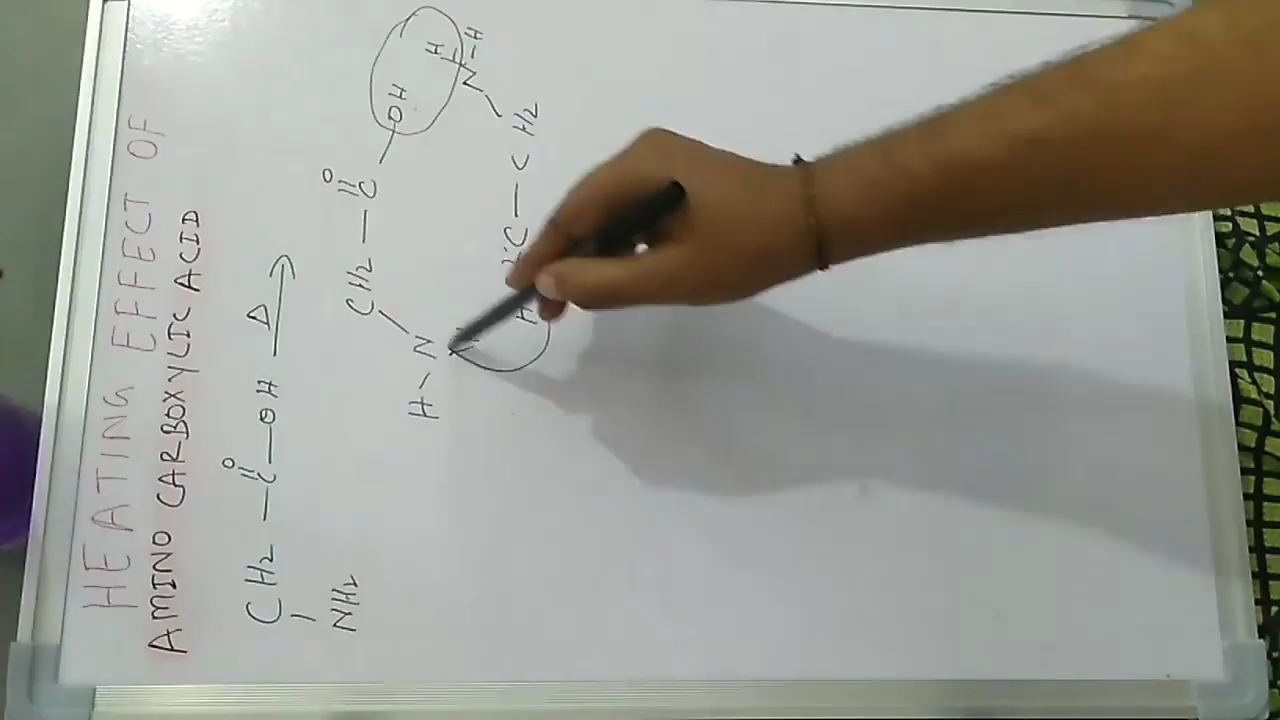 HEATING EFFECT OF
AMINO CARBOXYLIC ACID
CH2 — C — OH Δ
O
NH2
O
CH2 — C — OH
H – N
H
N – H
C — CH2